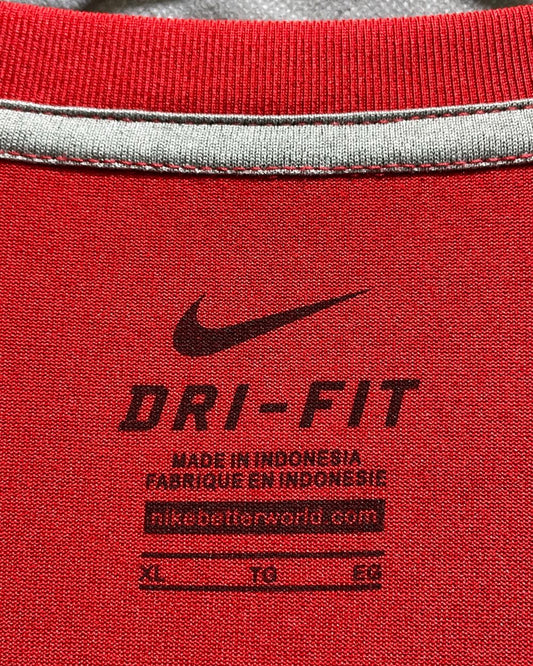 DRI-FIT
MADE IN INDONESIA
FABRIQUE EN INDONESIE
nikebetterworld.com
XL TG EG